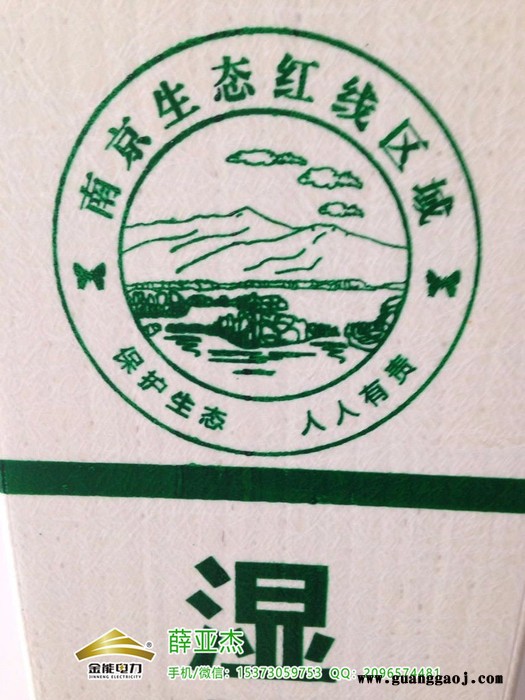 南京生态红线区域
保护生态 人人有责
湿
薛亚杰
金能电力
JINNENG ELECTRICITY
手机/微信：15373059753 QQ：2096574481
www.guanggaoj.com